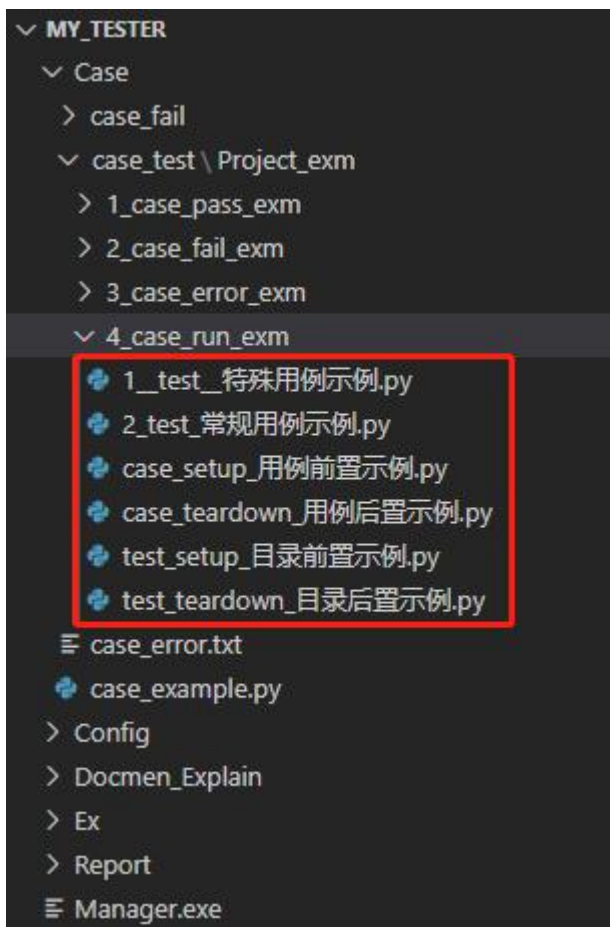 MY_TESTER
Case
case_fail
case_test \ Project_exm
1_case_pass_exm
2_case_fail_exm
3_case_error_exm
4_case_run_exm
1__test__特殊用例示例.py
2_test_常规用例示例.py
case_setup_用例前置示例.py
case_teardown_用例后置示例.py
test_setup_目录前置示例.py
test_teardown_目录后置示例.py
case_error.txt
case_example.py
Config
Docmen_Explain
Ex
Report
Manager.exe